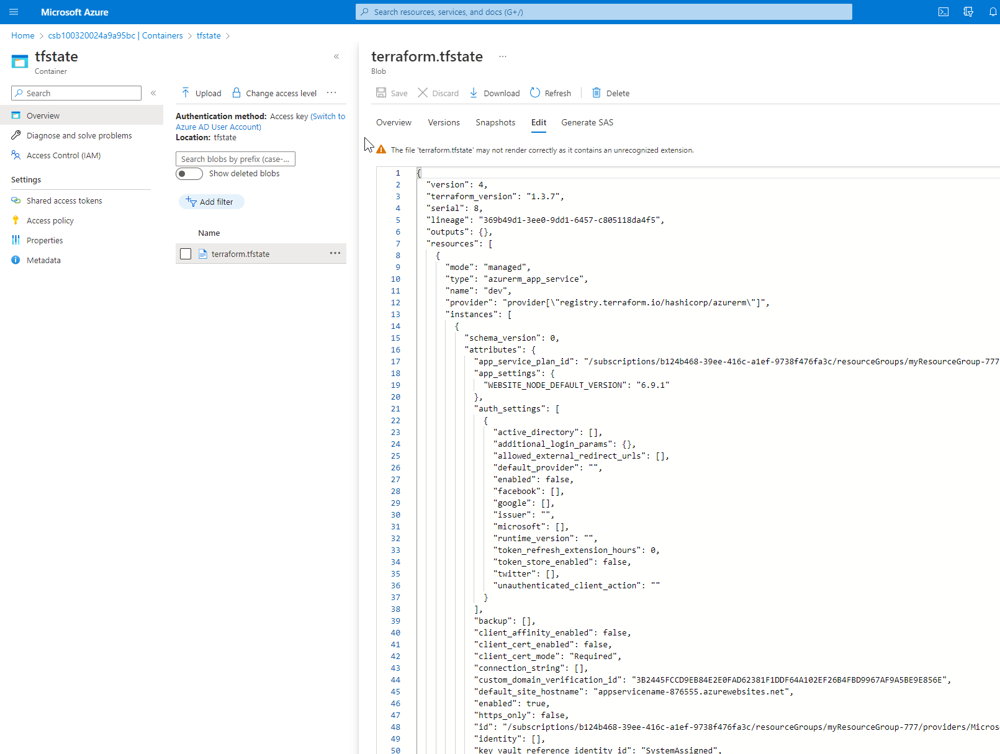 Microsoft Azure
Search resources, services, and docs (G+/)
Home > csb100320024a9a95bc | Containers > tfstate >
tfstate
Container
Search
Overview
Diagnose and solve problems
Access Control (IAM)
Settings
Shared access tokens
Access policy
Properties
Metadata
Upload
Change access level
Authentication method: Access key (Switch to
Azure AD User Account)
Location: tfstate
Search blobs by prefix (case-...
Show deleted blobs
Add filter
Name
terraform.tfstate
terraform.tfstate
Blob
Save Discard Download Refresh Delete
Overview Versions Snapshots Edit Generate SAS
The file 'terraform.tfstate' may not render correctly as it contains an unrecognized extension.
1 {
2 "version": 4,
3 "terraform_version": "1.3.7",
4 "serial": 8,
5 "lineage": "369b49d1-3ee0-9dd1-6457-c805118da4f5",
6 "outputs": {},
7 "resources": [
8 {
9 "mode": "managed",
10 "type": "azurerm_app_service",
11 "name": "dev",
12 "provider": "provider[\"registry.terraform.io/hashicorp/azurerm\"]",
13 "instances": [
14 {
15 "schema_version": 0,
16 "attributes": {
17 "app_service_plan_id": "/subscriptions/b124b468-39ee-416c-a1ef-9738f476fa3c/resourceGroups/myResourceGroup-777
18 "app_settings": {
19 "WEBSITE_NODE_DEFAULT_VERSION": "6.9.1"
20 },
21 "auth_settings": [
22 {
23 "active_directory": [],
24 "additional_login_params": {},
25 "allowed_external_redirect_urls": [],
26 "default_provider": "",
27 "enabled": false,
28 "facebook": [],
29 "google": [],
30 "issuer": "",
31 "microsoft": [],
32 "runtime_version": "",
33 "token_refresh_extension_hours": 0,
34 "token_store_enabled": false,
35 "twitter": [],
36 "unauthenticated_client_action": ""
37 }
38 ],
39 "backup": [],
40 "client_affinity_enabled": false,
41 "client_cert_enabled": false,
42 "client_cert_mode": "Required",
43 "connection_string": [],
44 "custom_domain_verification_id": "3B2445FCCD9EB84E2E0FAD62381F1DDF64A102EF26B4FBD9967AF9A5BE9E856E",
45 "default_site_hostname": "appservicename-876555.azurewebsites.net",
46 "enabled": true,
47 "https_only": false,
48 "id": "/subscriptions/b124b468-39ee-416c-a1ef-9738f476fa3c/resourceGroups/myResourceGroup-777/providers/Micros
49 "identity": [],
50 "key_vault_reference_identity_id": "SystemAssigned",